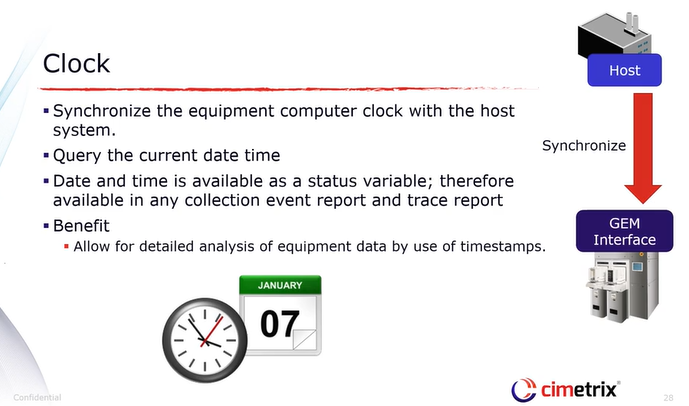 Clock
▪ Synchronize the equipment computer clock with the host
system.
▪ Query the current date time
▪ Date and time is available as a status variable; therefore
available in any collection event report and trace report
▪ Benefit
▪ Allow for detailed analysis of equipment data by use of timestamps.
Host
Synchronize
GEM
Interface
JANUARY
07
Confidential
cimetrix®
28